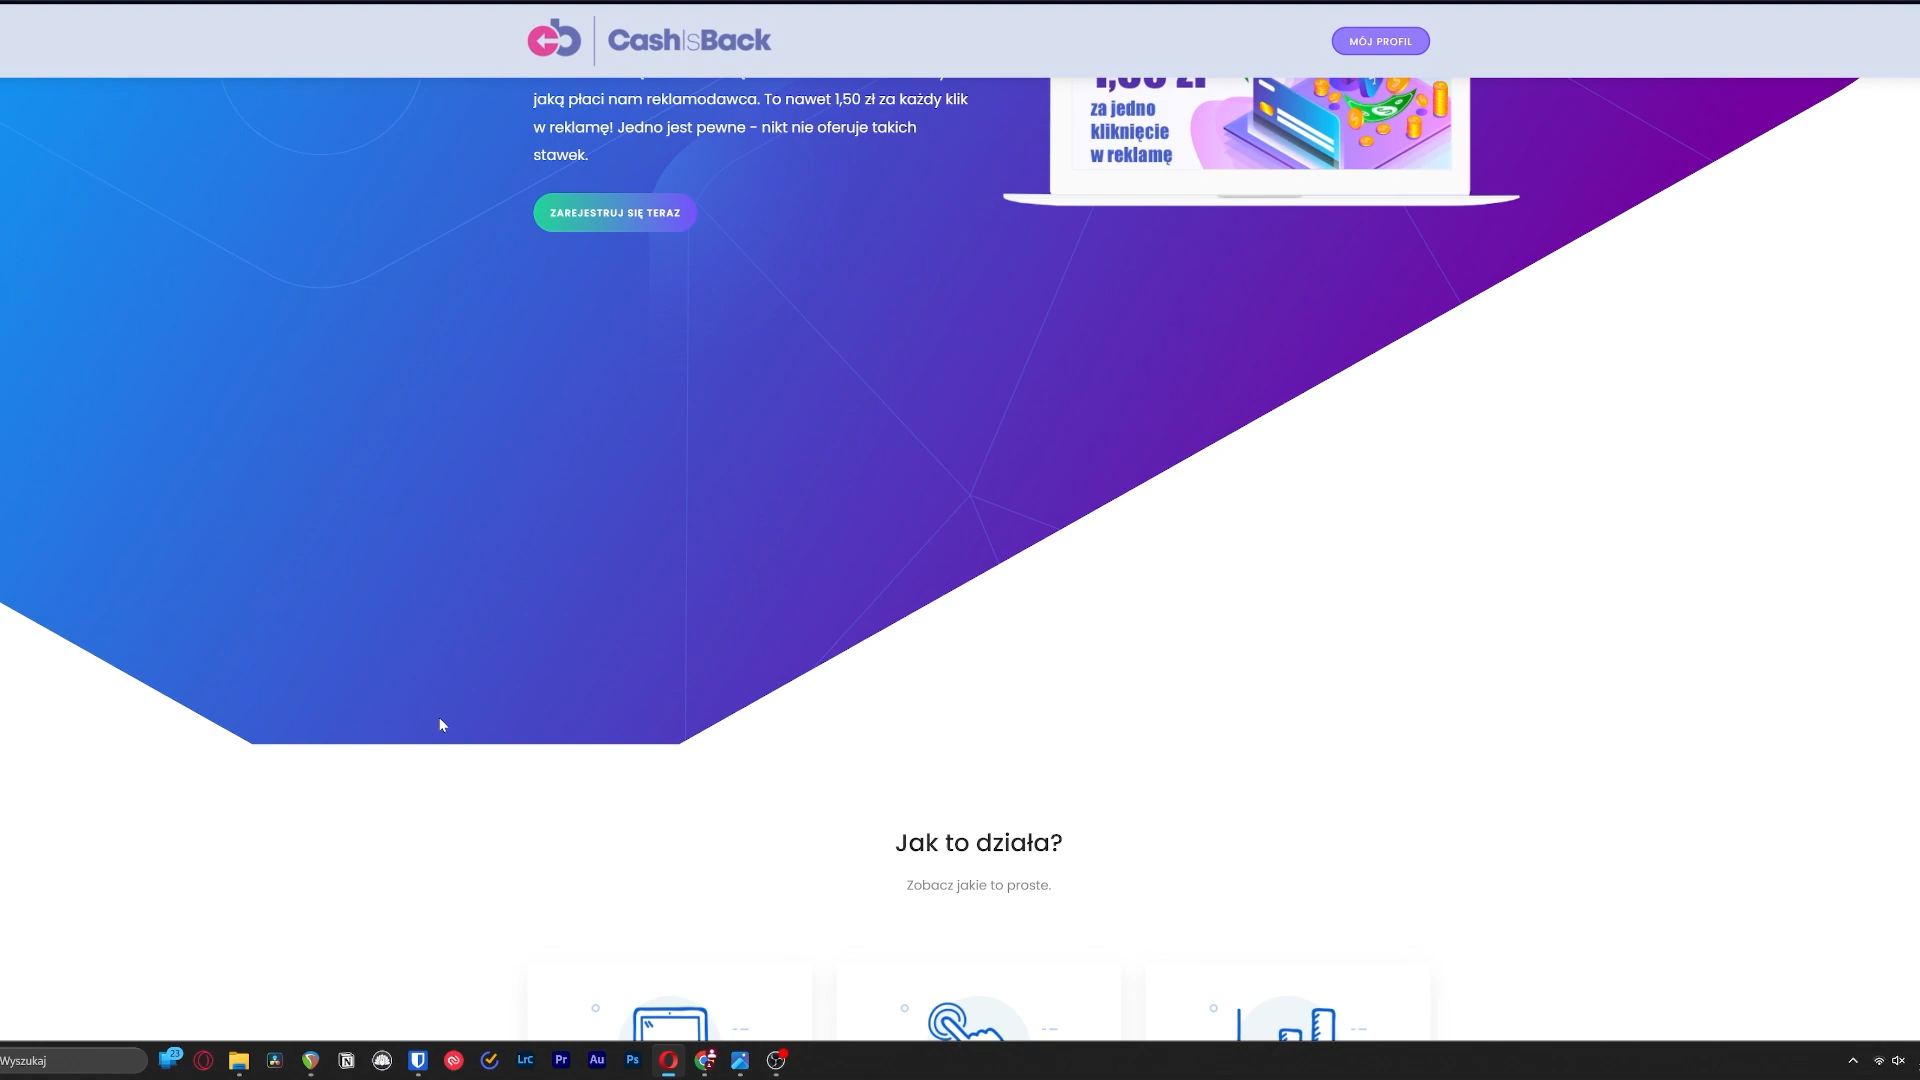 CashIsBack
MÓJ PROFIL
jaką płaci nam reklamodawca. To nawet 1,50 zł za każdy klik
w reklamę! Jedno jest pewne - nikt nie oferuje takich
stawek.
ZAREJESTRUJ SIĘ TERAZ
za jedno
kliknięcie
w reklamę
Jak to działa?
Zobacz jakie to proste.
Wyszukaj
23
Lrc
Pr
Au
Ps